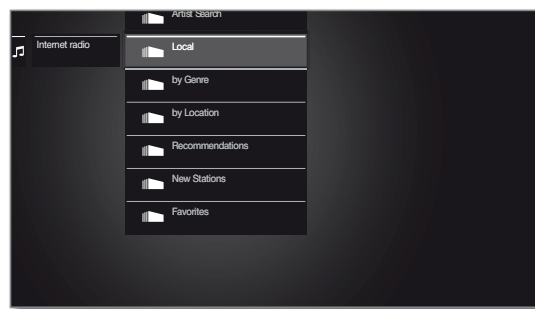 Artist Search
Internet radio
Local
by Genre
by Location
Recommendations
New Stations
Favorites